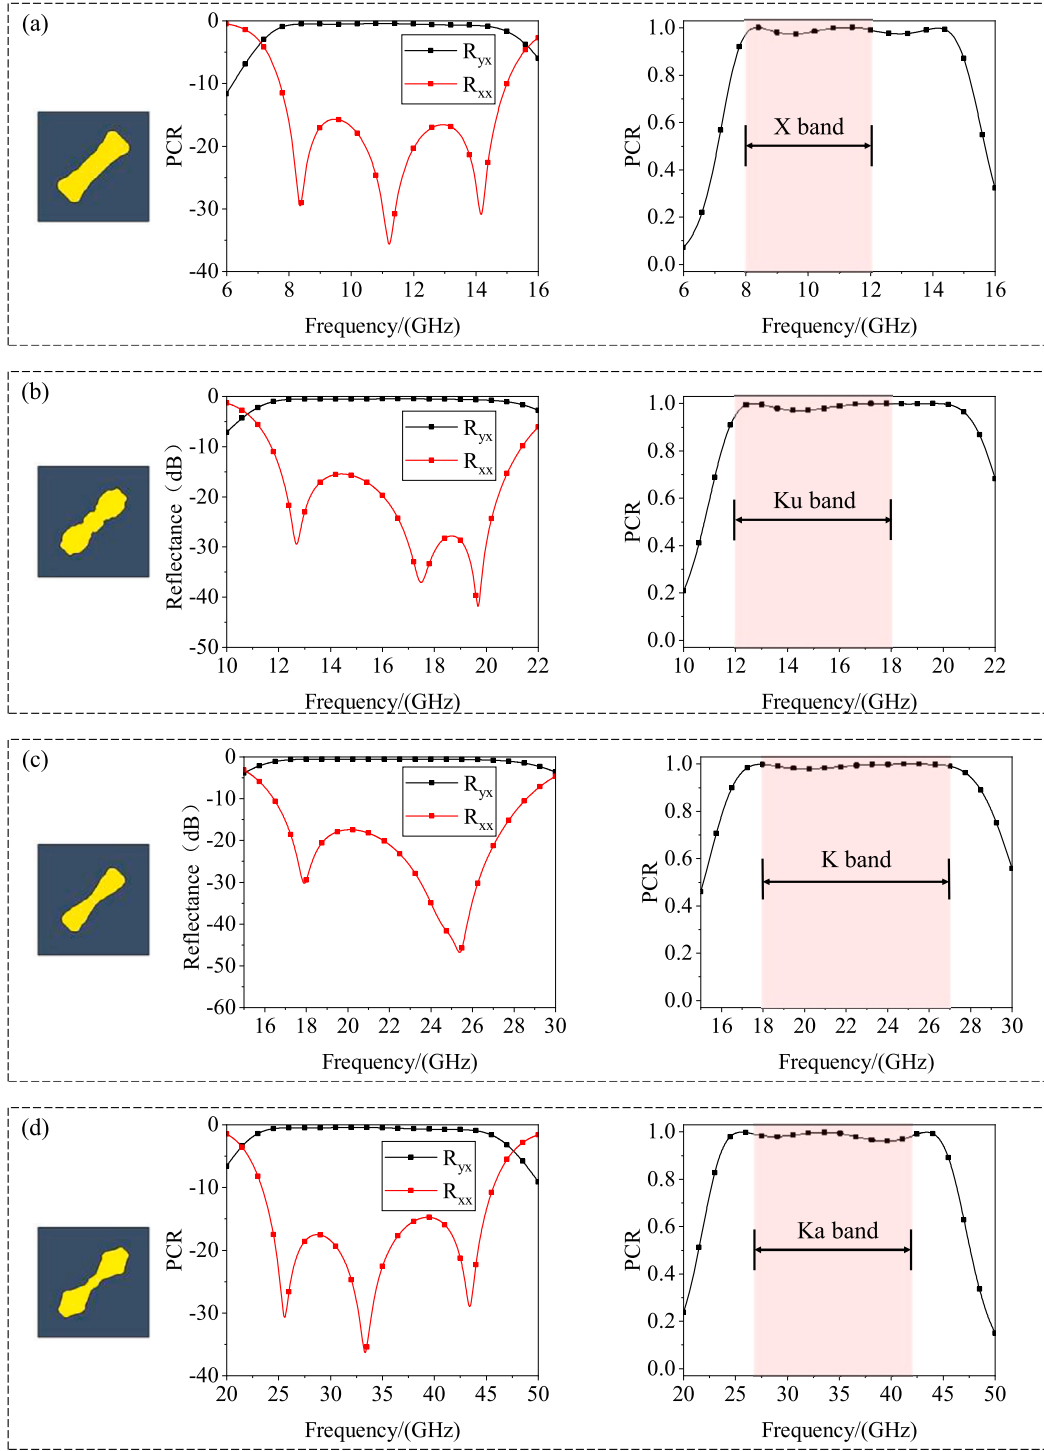 (a)
0
-10
-20
-30
-40
PCR
R_yx
R_xx
6 8 10 12 14 16
Frequency/(GHz)
1.0
0.8
0.6
0.4
0.2
0.0
PCR
X band
6 8 10 12 14 16
Frequency/(GHz)
(b)
0
-10
-20
-30
-40
-50
Reflectance（dB）
R_yx
R_xx
10 12 14 16 18 20 22
Frequency/(GHz)
1.0
0.8
0.6
0.4
0.2
0.0
PCR
Ku band
10 12 14 16 18 20 22
Frequency/(GHz)
(c)
0
-10
-20
-30
-40
-50
-60
Reflectance（dB）
R_yx
R_xx
16 18 20 22 24 26 28 30
Frequency/(GHz)
1.0
0.8
0.6
0.4
0.2
0.0
PCR
K band
16 18 20 22 24 26 28 30
Frequency/(GHz)
(d)
0
-10
-20
-30
-40
PCR
R_yx
R_xx
20 25 30 35 40 45 50
Frequency/(GHz)
1.0
0.8
0.6
0.4
0.2
0.0
PCR
Ka band
20 25 30 35 40 45 50
Frequency/(GHz)